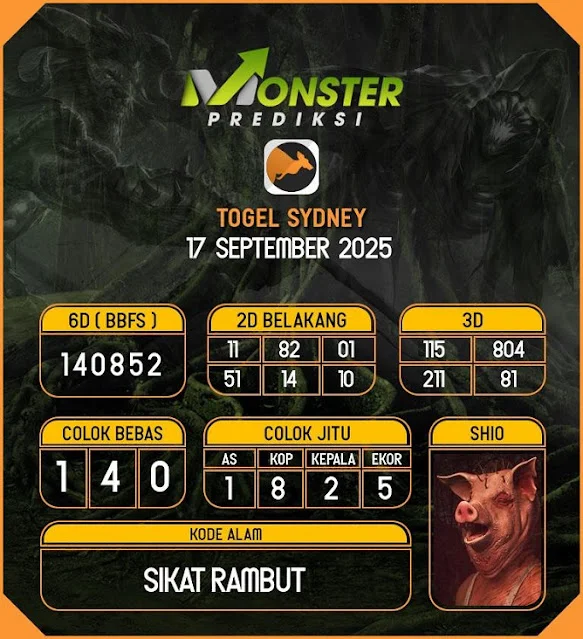 MONSTER
PREDIKSI
TOGEL SYDNEY
17 SEPTEMBER 2025
6D ( BBFS )
140852
2D BELAKANG
11 82 01
51 14 10
3D
115 804
211 81
COLOK BEBAS
1 4 0
COLOK JITU
AS KOP KEPALA EKOR
1 8 2 5
SHIO
KODE ALAM
SIKAT RAMBUT